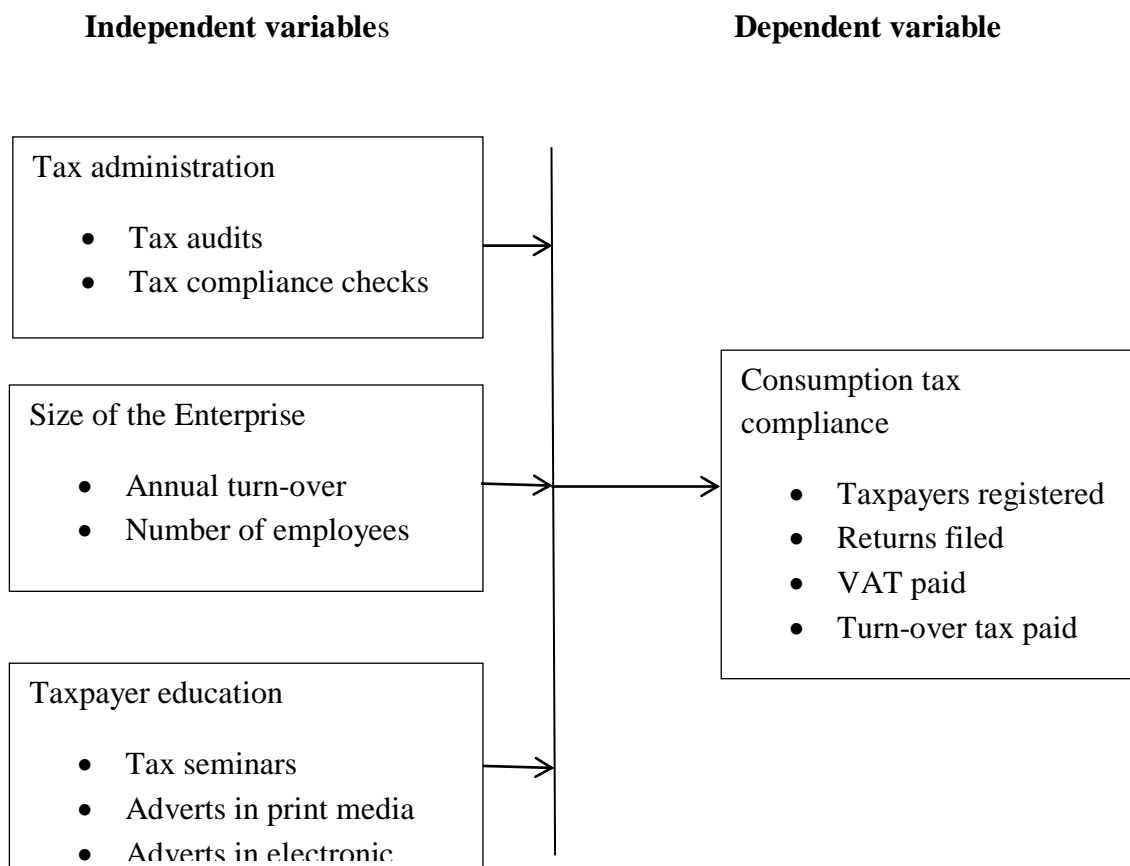 Independent variables
Dependent variable
Tax administration
• Tax audits
• Tax compliance checks
Size of the Enterprise
• Annual turn-over
• Number of employees
Taxpayer education
• Tax seminars
• Adverts in print media
• Adverts in electronic
Consumption tax
compliance
• Taxpayers registered
• Returns filed
• VAT paid
• Turn-over tax paid